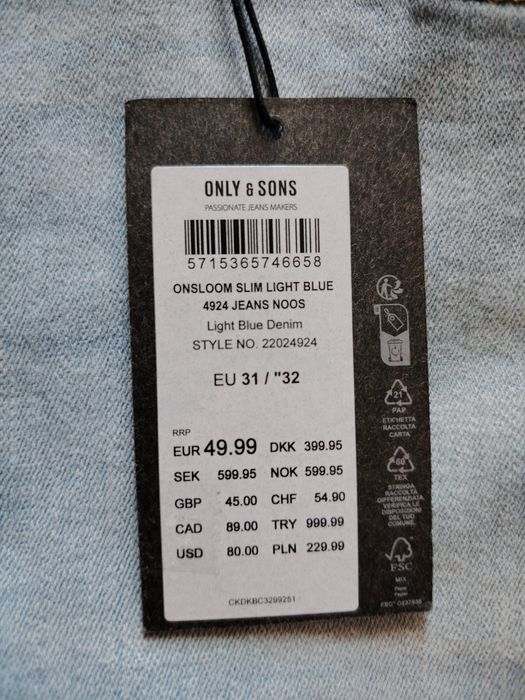 ONLY & SONS
PASSIONATE JEANS MAKERS
5715365746658
ONSLOOM SLIM LIGHT BLUE
4924 JEANS NOOS
Light Blue Denim
STYLE NO. 22024924
EU 31 / "32
RRP
EUR 49.99 DKK 399.95
SEK 599.95 NOK 599.95
GBP 45.00 CHF 54.90
CAD 89.00 TRY 999.99
USD 80.00 PLN 229.99
CKDKBC3299251
21
PAP
ETICHETTA
RACCOLTA
CARTA
60
TEX
STRINGA
RACCOLTA
DIFFERENZIATA.
VERIFICA LE
DISPOSIZIONI
DEL TUO
COMUNE.
FSC
MIX
Paper